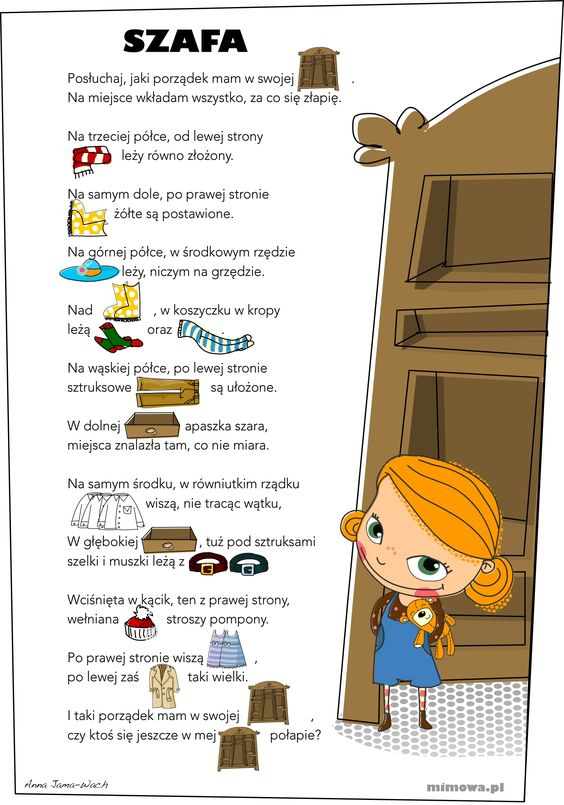 SZAFA
Posłuchaj, jaki porządek mam w swojej .
Na miejsce wkładam wszystko, za co się złapię.
Na trzeciej półce, od lewej strony
leży równo złożony.
Na samym dole, po prawej stronie
żółte są postawione.
Na górnej półce, w środkowym rzędzie
leży, niczym na grzędzie.
Nad , w koszyczku w kropy
leżą oraz .
Na wąskiej półce, po lewej stronie
sztruksowe są ułożone.
W dolnej apaszka szara,
miejsca znalazła tam, co nie miara.
Na samym środku, w równiutkim rządku
wiszą, nie tracąc wątku,
W głębokiej , tuż pod sztruksami
szelki i muszki leżą z
Wciśnięta w kącik, ten z prawej strony,
wełniana stroszy pompony.
Po prawej stronie wiszą ,
po lewej zaś taki wielki.
I taki porządek mam w swojej ,
czy ktoś się jeszcze w mej połapie?
Anna Jama-Wach
mimowa.pl